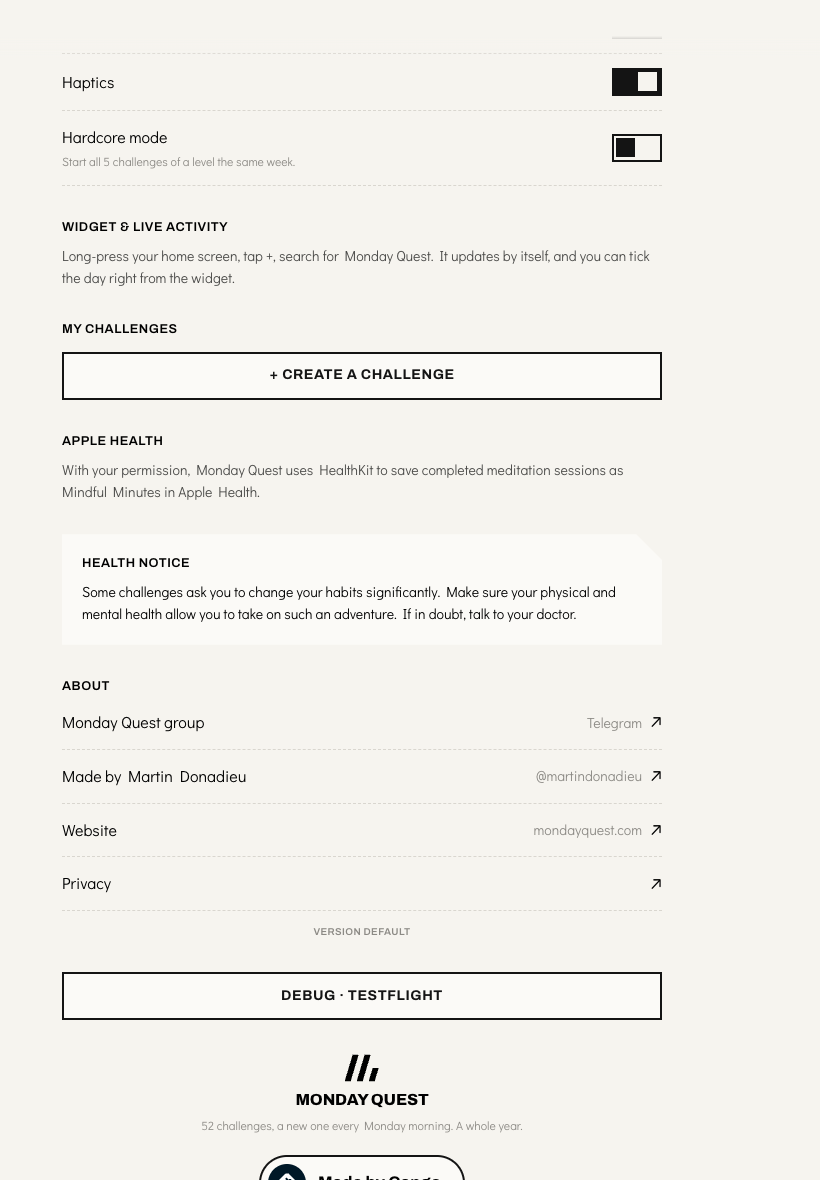 Haptics
Hardcore mode
Start all 5 challenges of a level the same week.
WIDGET & LIVE ACTIVITY
Long-press your home screen, tap +, search for Monday Quest. It updates by itself, and you can tick
the day right from the widget.
MY CHALLENGES
+ CREATE A CHALLENGE
APPLE HEALTH
With your permission, Monday Quest uses HealthKit to save completed meditation sessions as
Mindful Minutes in Apple Health.
HEALTH NOTICE
Some challenges ask you to change your habits significantly. Make sure your physical and
mental health allow you to take on such an adventure. If in doubt, talk to your doctor.
ABOUT
Monday Quest group Telegram
Made by Martin Donadieu @martindonadieu
Website mondayquest.com
Privacy
VERSION DEFAULT
DEBUG · TESTFLIGHT
MONDAY QUEST
52 challenges, a new one every Monday morning. A whole year.
Made by